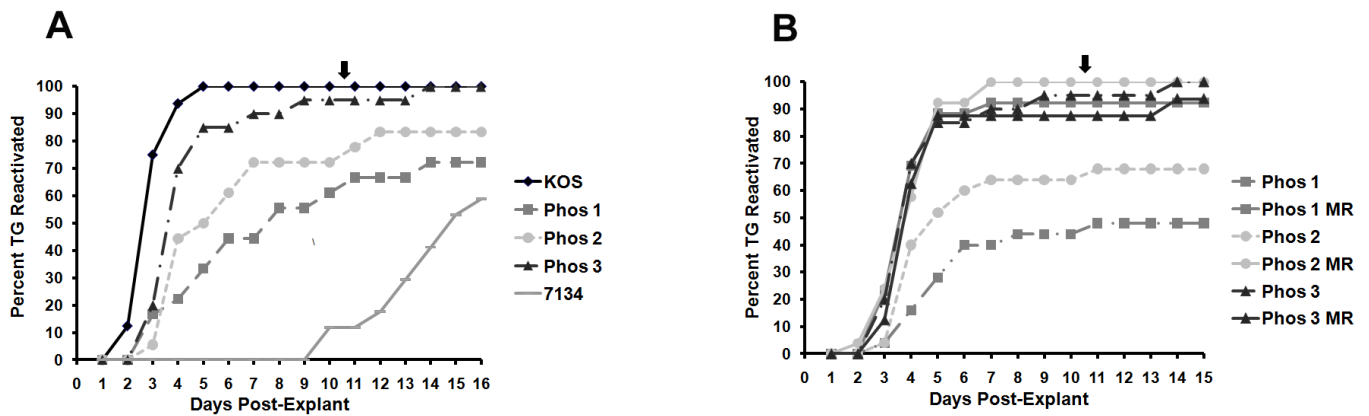 A
Percent TG Reactivated
100
90
80
70
60
50
40
30
20
10
0
0 1 2 3 4 5 6 7 8 9 10 11 12 13 14 15 16
Days Post-Explant
KOS
Phos 1
Phos 2
Phos 3
7134
B
Percent TG Reactivated
100
90
80
70
60
50
40
30
20
10
0
0 1 2 3 4 5 6 7 8 9 10 11 12 13 14 15
Days Post-Explant
Phos 1
Phos 1 MR
Phos 2
Phos 2 MR
Phos 3
Phos 3 MR